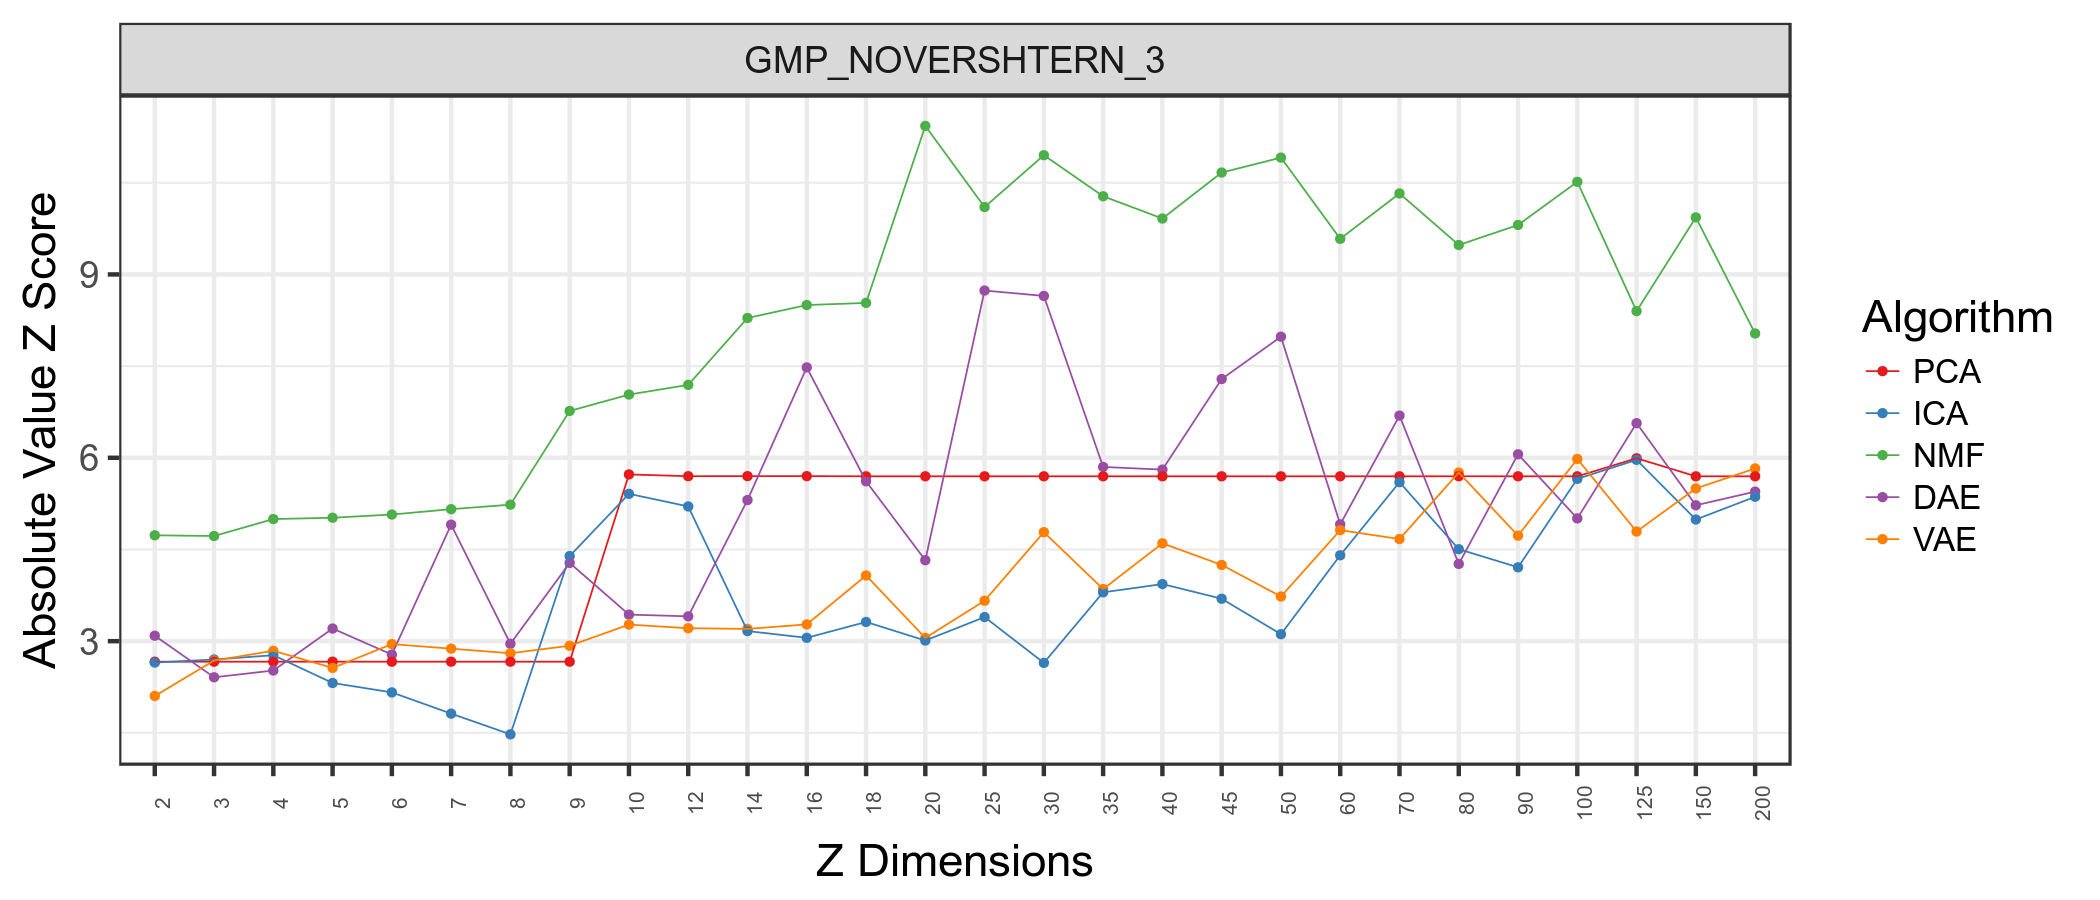 GMP_NOVERSHTERN_3
Absolute Value Z Score
9
6
3
2 3 4 5 6 7 8 9 10 12 14 16 18 20 25 30 35 40 45 50 60 70 80 90 100 125 150 200
Z Dimensions
Algorithm
PCA
ICA
NMF
DAE
VAE